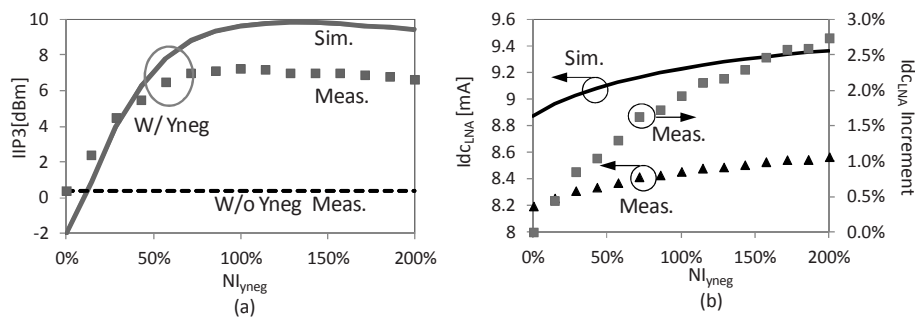 (a)
IIP3[dBm]
10
8
6
4
2
0
-2
Sim.
Meas.
W/ Yneg
W/o Yneg Meas.
0%
50%
100%
150%
200%
NIyneg
(a)
(b)
IdcLNA [mA]
9.6
9.4
9.2
9
8.8
8.6
8.4
8.2
8
Sim.
Meas.
Meas.
3.0%
2.5%
2.0%
1.5%
1.0%
0.5%
0.0%
IdcLNA Increment
0%
50%
100%
150%
200%
NIyneg
(b)